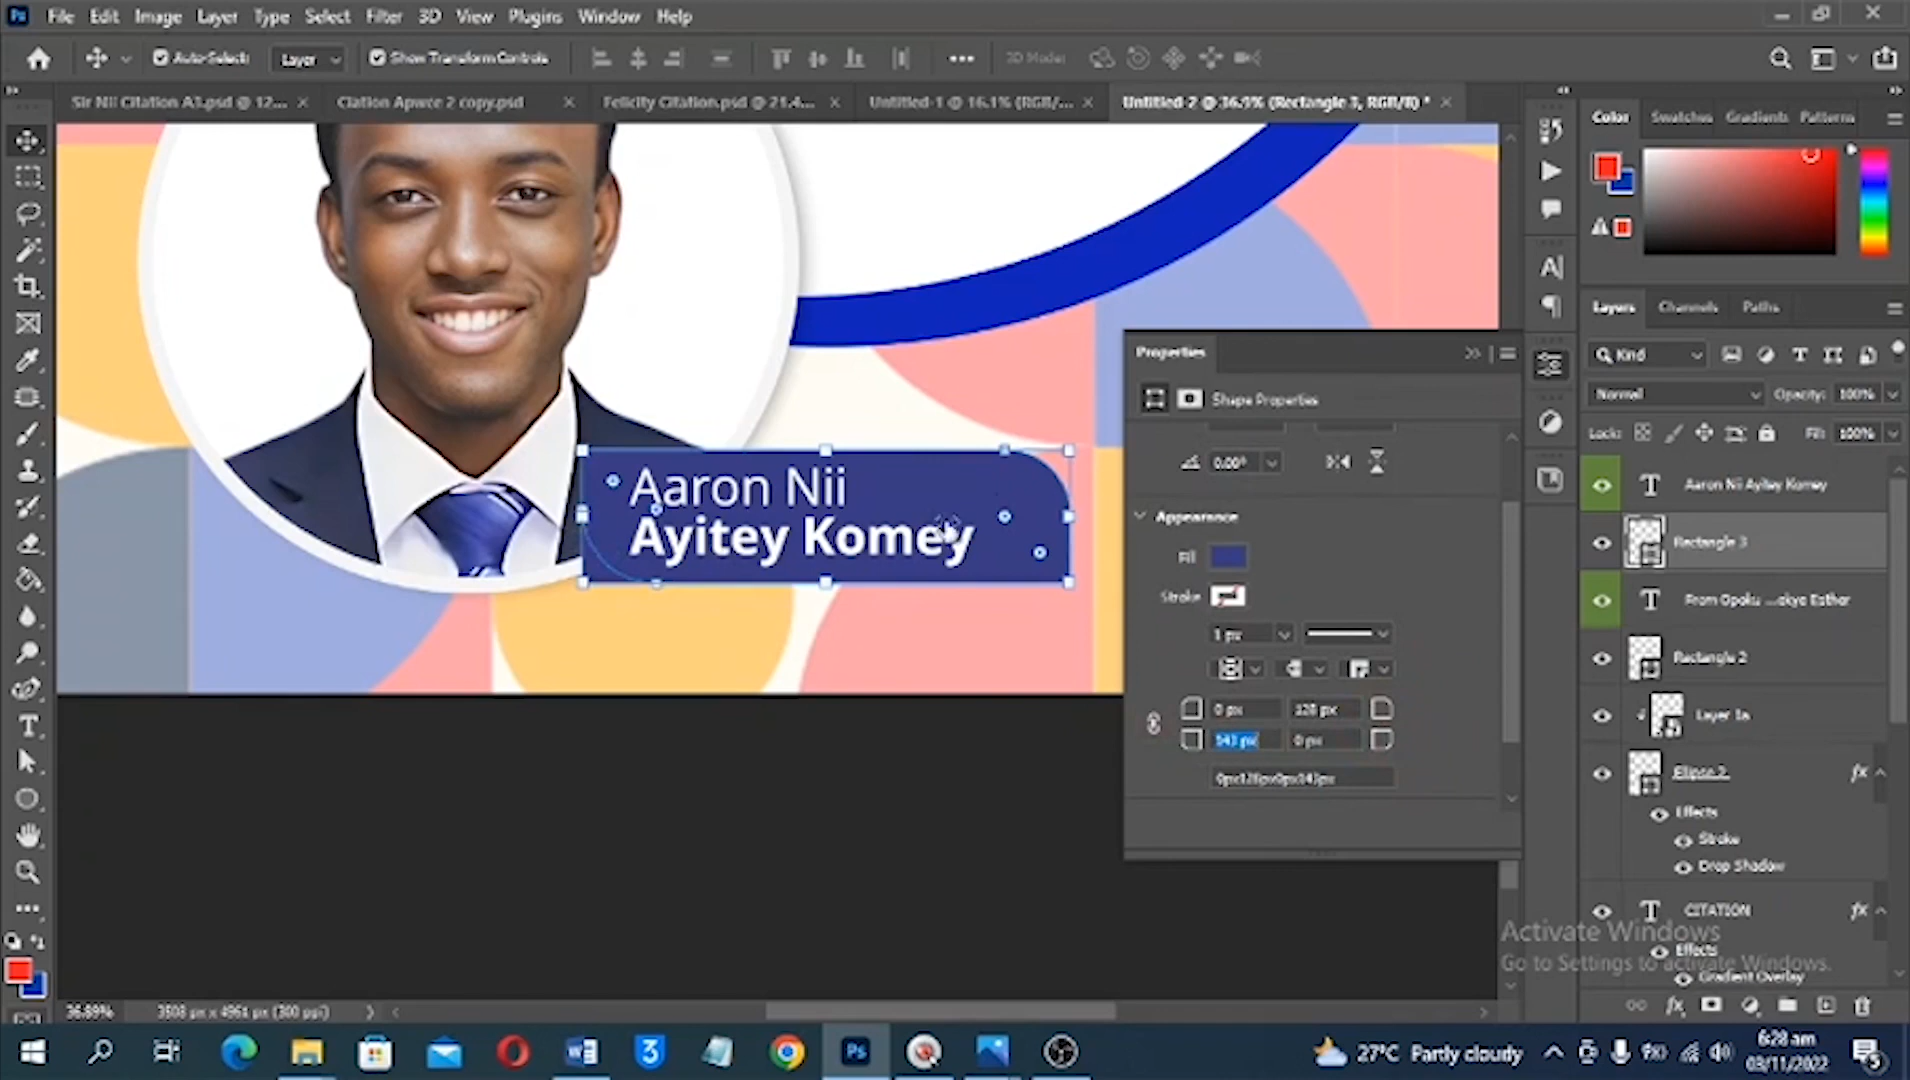 File Edit Image Layer Type Select Filter 3D View Plugins Window Help
Auto-Select: Layer Show Transform Controls 3D Mode:
Sir Nii Citation A3.psd @ 12... Citation Apwce 2 copy.psd Felicity Citation.psd @ 21.4... Untitled-1 @ 16.1% (RGB/... Untitled-2 @ 36.9% (Rectangle 3, RGB/8) *
Color Swatches Gradients Patterns
Properties
Shape Properties
0.00°
Appearance
Fill
Stroke
1 px
0 px 128 px
143 px 0 px
0px128px0px143px
Aaron Nii
Ayitey Komey
Layers Channels Paths
Kind
Normal Opacity: 100%
Lock: Fill: 100%
Aaron Nii Ayitey Komey
Rectangle 3
From Opoku ...akye Esther
Rectangle 2
Layer 1a
Ellipse 2 fx
Effects
Stroke
Drop Shadow
CITATION fx
Effects
Gradient Overlay
Activate Windows
Go to Settings to activate Windows.
36.89% 3508 px x 4961 px (300 ppi)
27°C Partly cloudy
6:28 am
03/11/2022